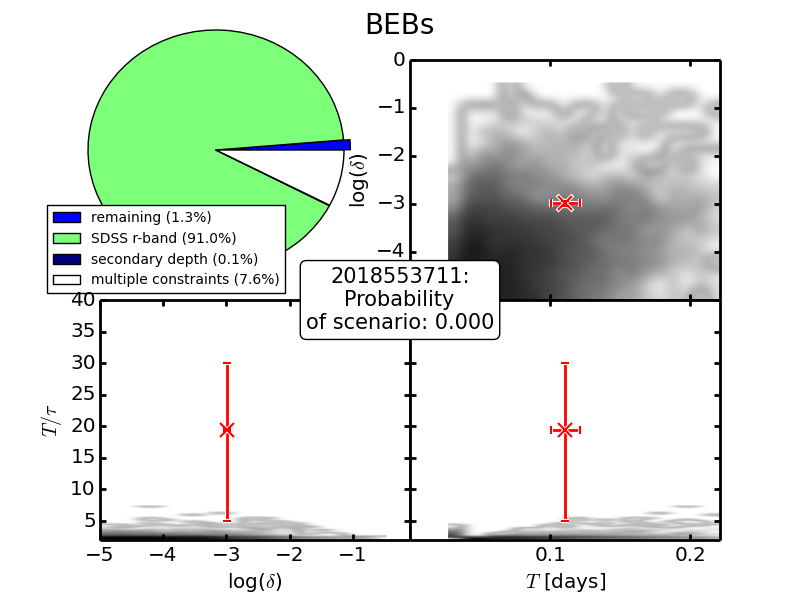 BEBs
remaining (1.3%)
SDSS r-band (91.0%)
secondary depth (0.1%)
multiple constraints (7.6%)
log(δ)
0
−1
−2
−3
−4
2018553711:
Probability
of scenario: 0.000
T/τ
40
35
30
25
20
15
10
5
−5 −4 −3 −2 −1
log(δ)
0.1 0.2
T [days]